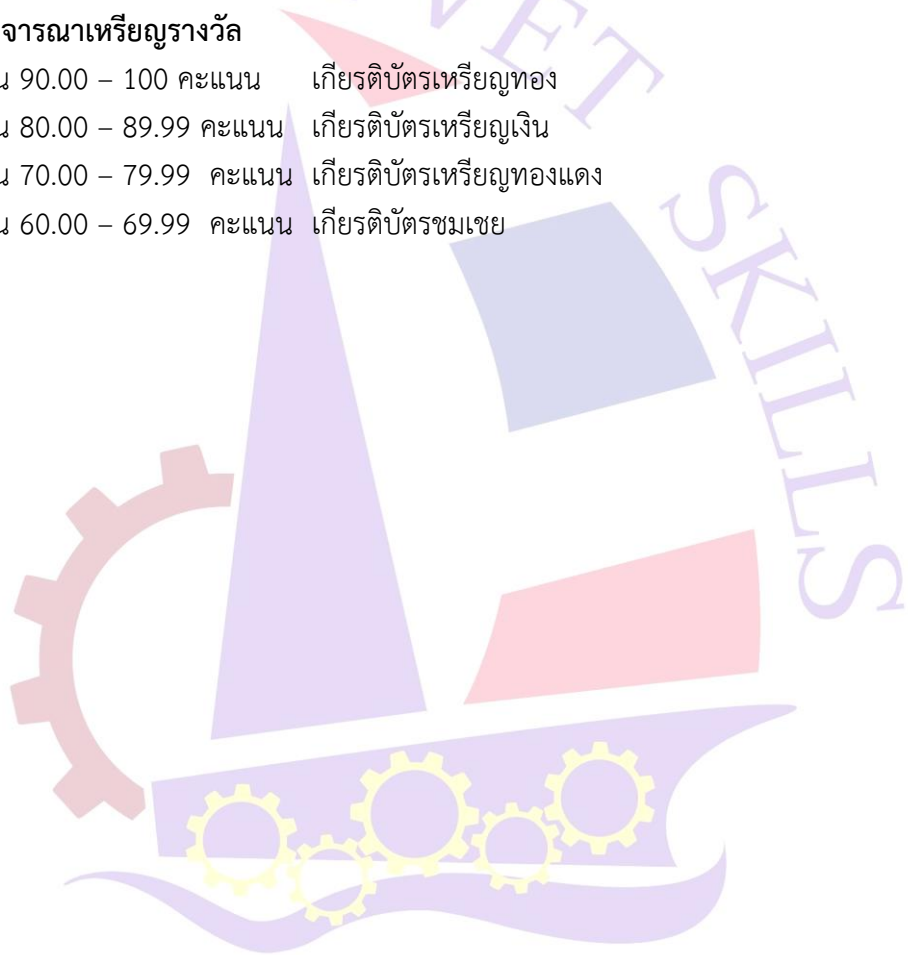 จารณาเหรียญรางวัล
น 90.00 – 100 คะแนน เกียรติบัตรเหรียญทอง
น 80.00 – 89.99 คะแนน เกียรติบัตรเหรียญเงิน
น 70.00 – 79.99 คะแนน เกียรติบัตรเหรียญทองแดง
น 60.00 – 69.99 คะแนน เกียรติบัตรชมเชย
VET SKILLS